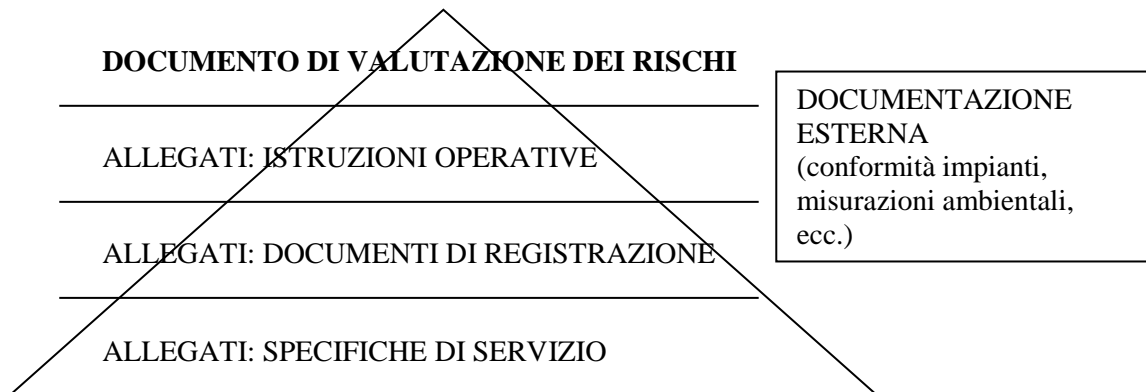 DOCUMENTO DI VALUTAZIONE DEI RISCHI
ALLEGATI: ISTRUZIONI OPERATIVE
ALLEGATI: DOCUMENTI DI REGISTRAZIONE
ALLEGATI: SPECIFICHE DI SERVIZIO
DOCUMENTAZIONE
ESTERNA
(conformità impianti,
misurazioni ambientali,
ecc.)